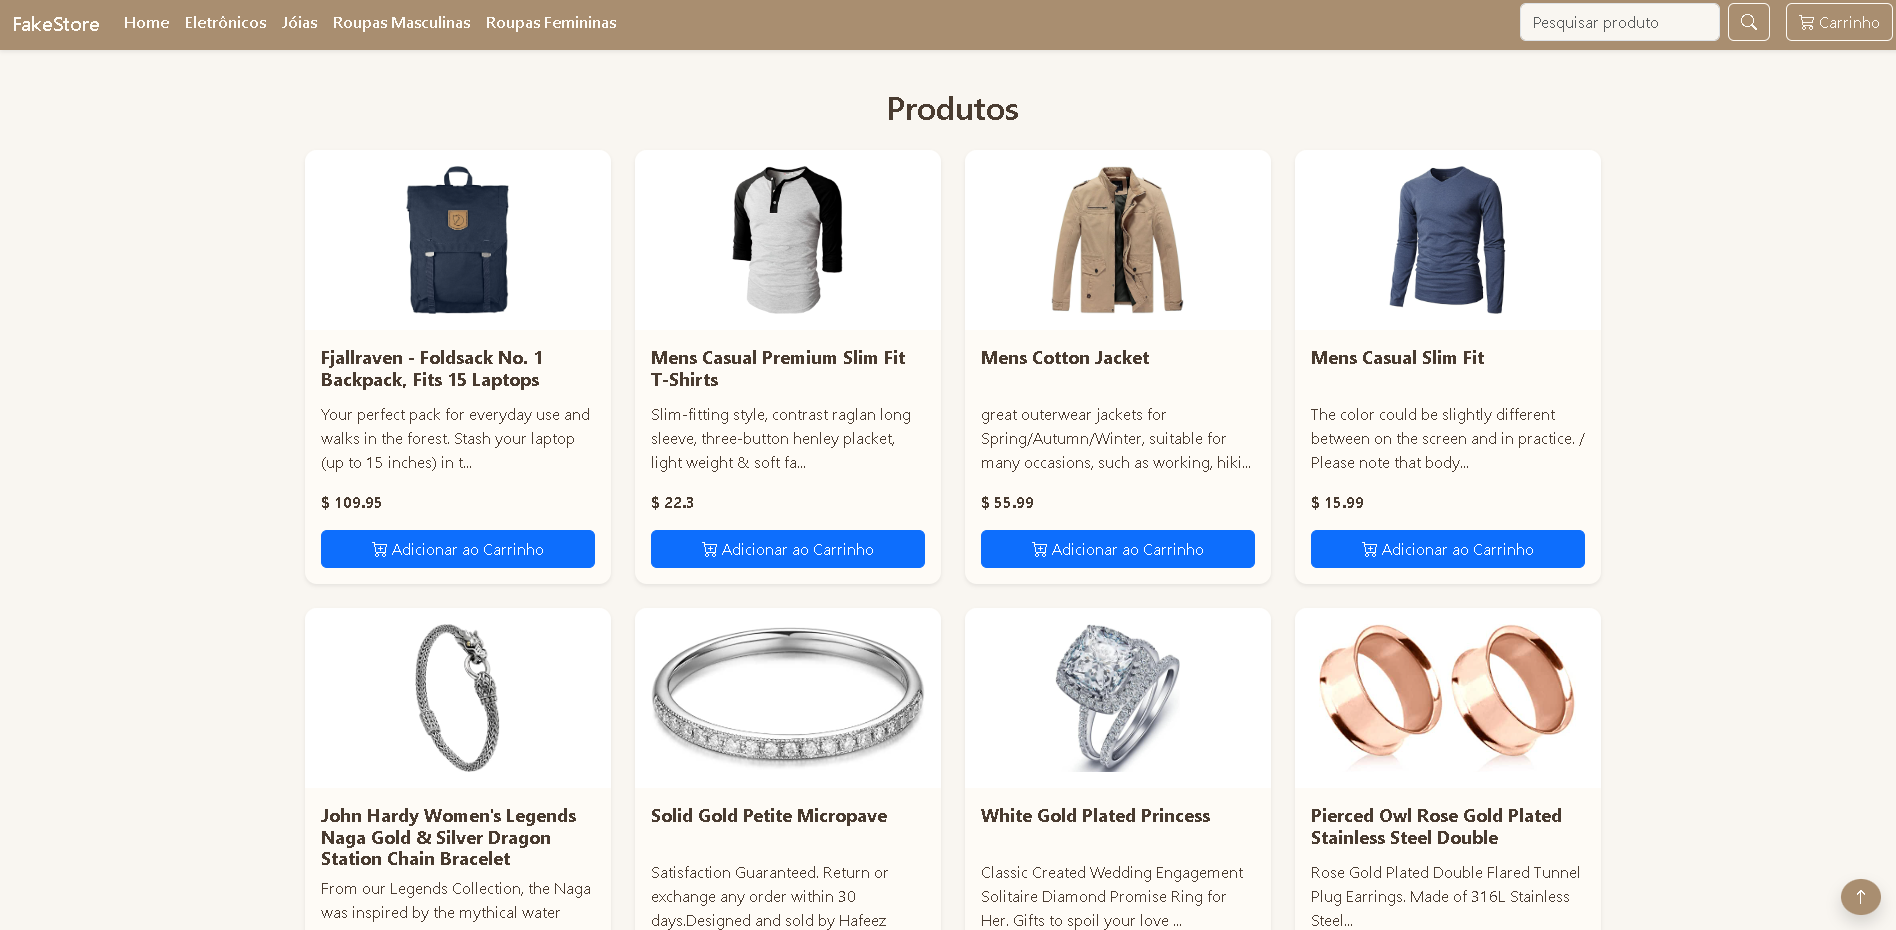 FakeStore Home Eletrônicos Jóias Roupas Masculinas Roupas Femininas Pesquisar produto Carrinho
Produtos
Fjallraven - Foldsack No. 1
Backpack, Fits 15 Laptops
Your perfect pack for everyday use and
walks in the forest. Stash your laptop
(up to 15 inches) in t...
$ 109.95
Adicionar ao Carrinho
Mens Casual Premium Slim Fit
T-Shirts
Slim-fitting style, contrast raglan long
sleeve, three-button henley placket,
light weight & soft fa...
$ 22.3
Adicionar ao Carrinho
Mens Cotton Jacket
great outerwear jackets for
Spring/Autumn/Winter, suitable for
many occasions, such as working, hiki...
$ 55.99
Adicionar ao Carrinho
Mens Casual Slim Fit
The color could be slightly different
between on the screen and in practice. /
Please note that body...
$ 15.99
Adicionar ao Carrinho
John Hardy Women's Legends
Naga Gold & Silver Dragon
Station Chain Bracelet
From our Legends Collection, the Naga
was inspired by the mythical water
Solid Gold Petite Micropave
Satisfaction Guaranteed. Return or
exchange any order within 30
days.Designed and sold by Hafeez
White Gold Plated Princess
Classic Created Wedding Engagement
Solitaire Diamond Promise Ring for
Her. Gifts to spoil your love ...
Pierced Owl Rose Gold Plated
Stainless Steel Double
Rose Gold Plated Double Flared Tunnel
Plug Earrings. Made of 316L Stainless
Steel...